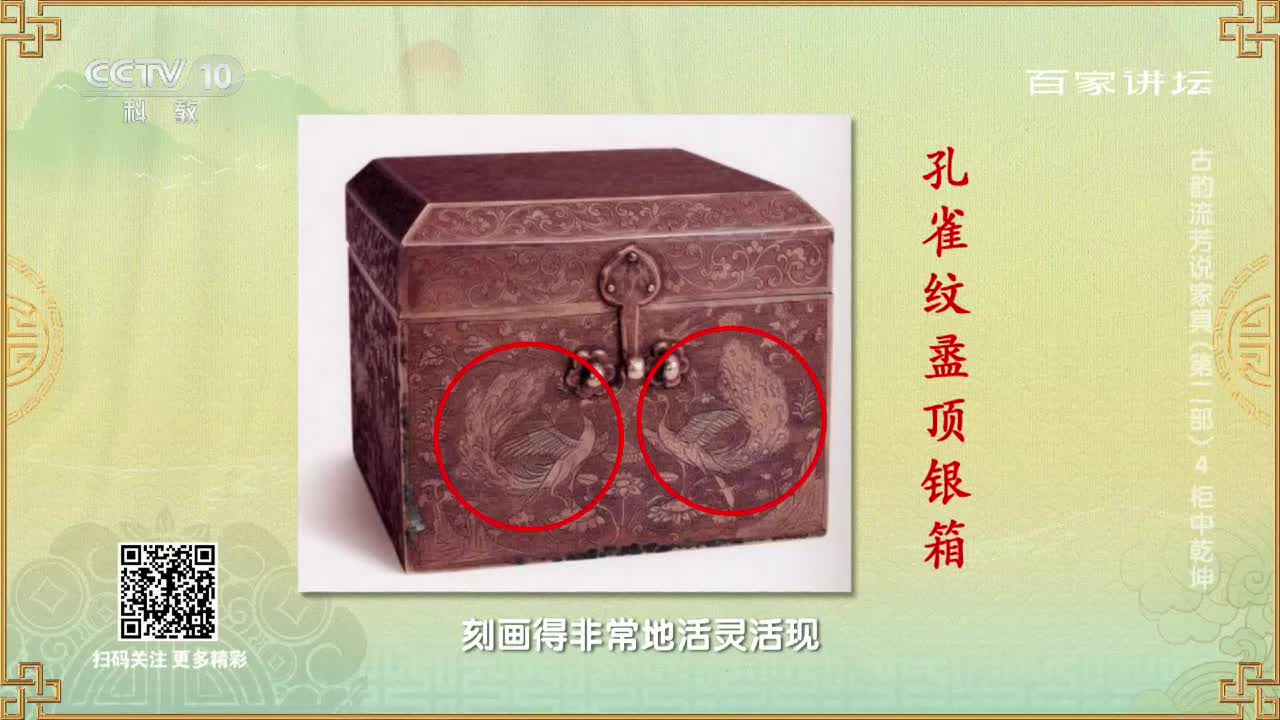 CCTV 10
科 教
百家讲坛
孔雀纹盝顶银箱
古韵流芳说家具（第二部）4 柜中乾坤
刻画得非常地活灵活现
扫码关注 更多精彩